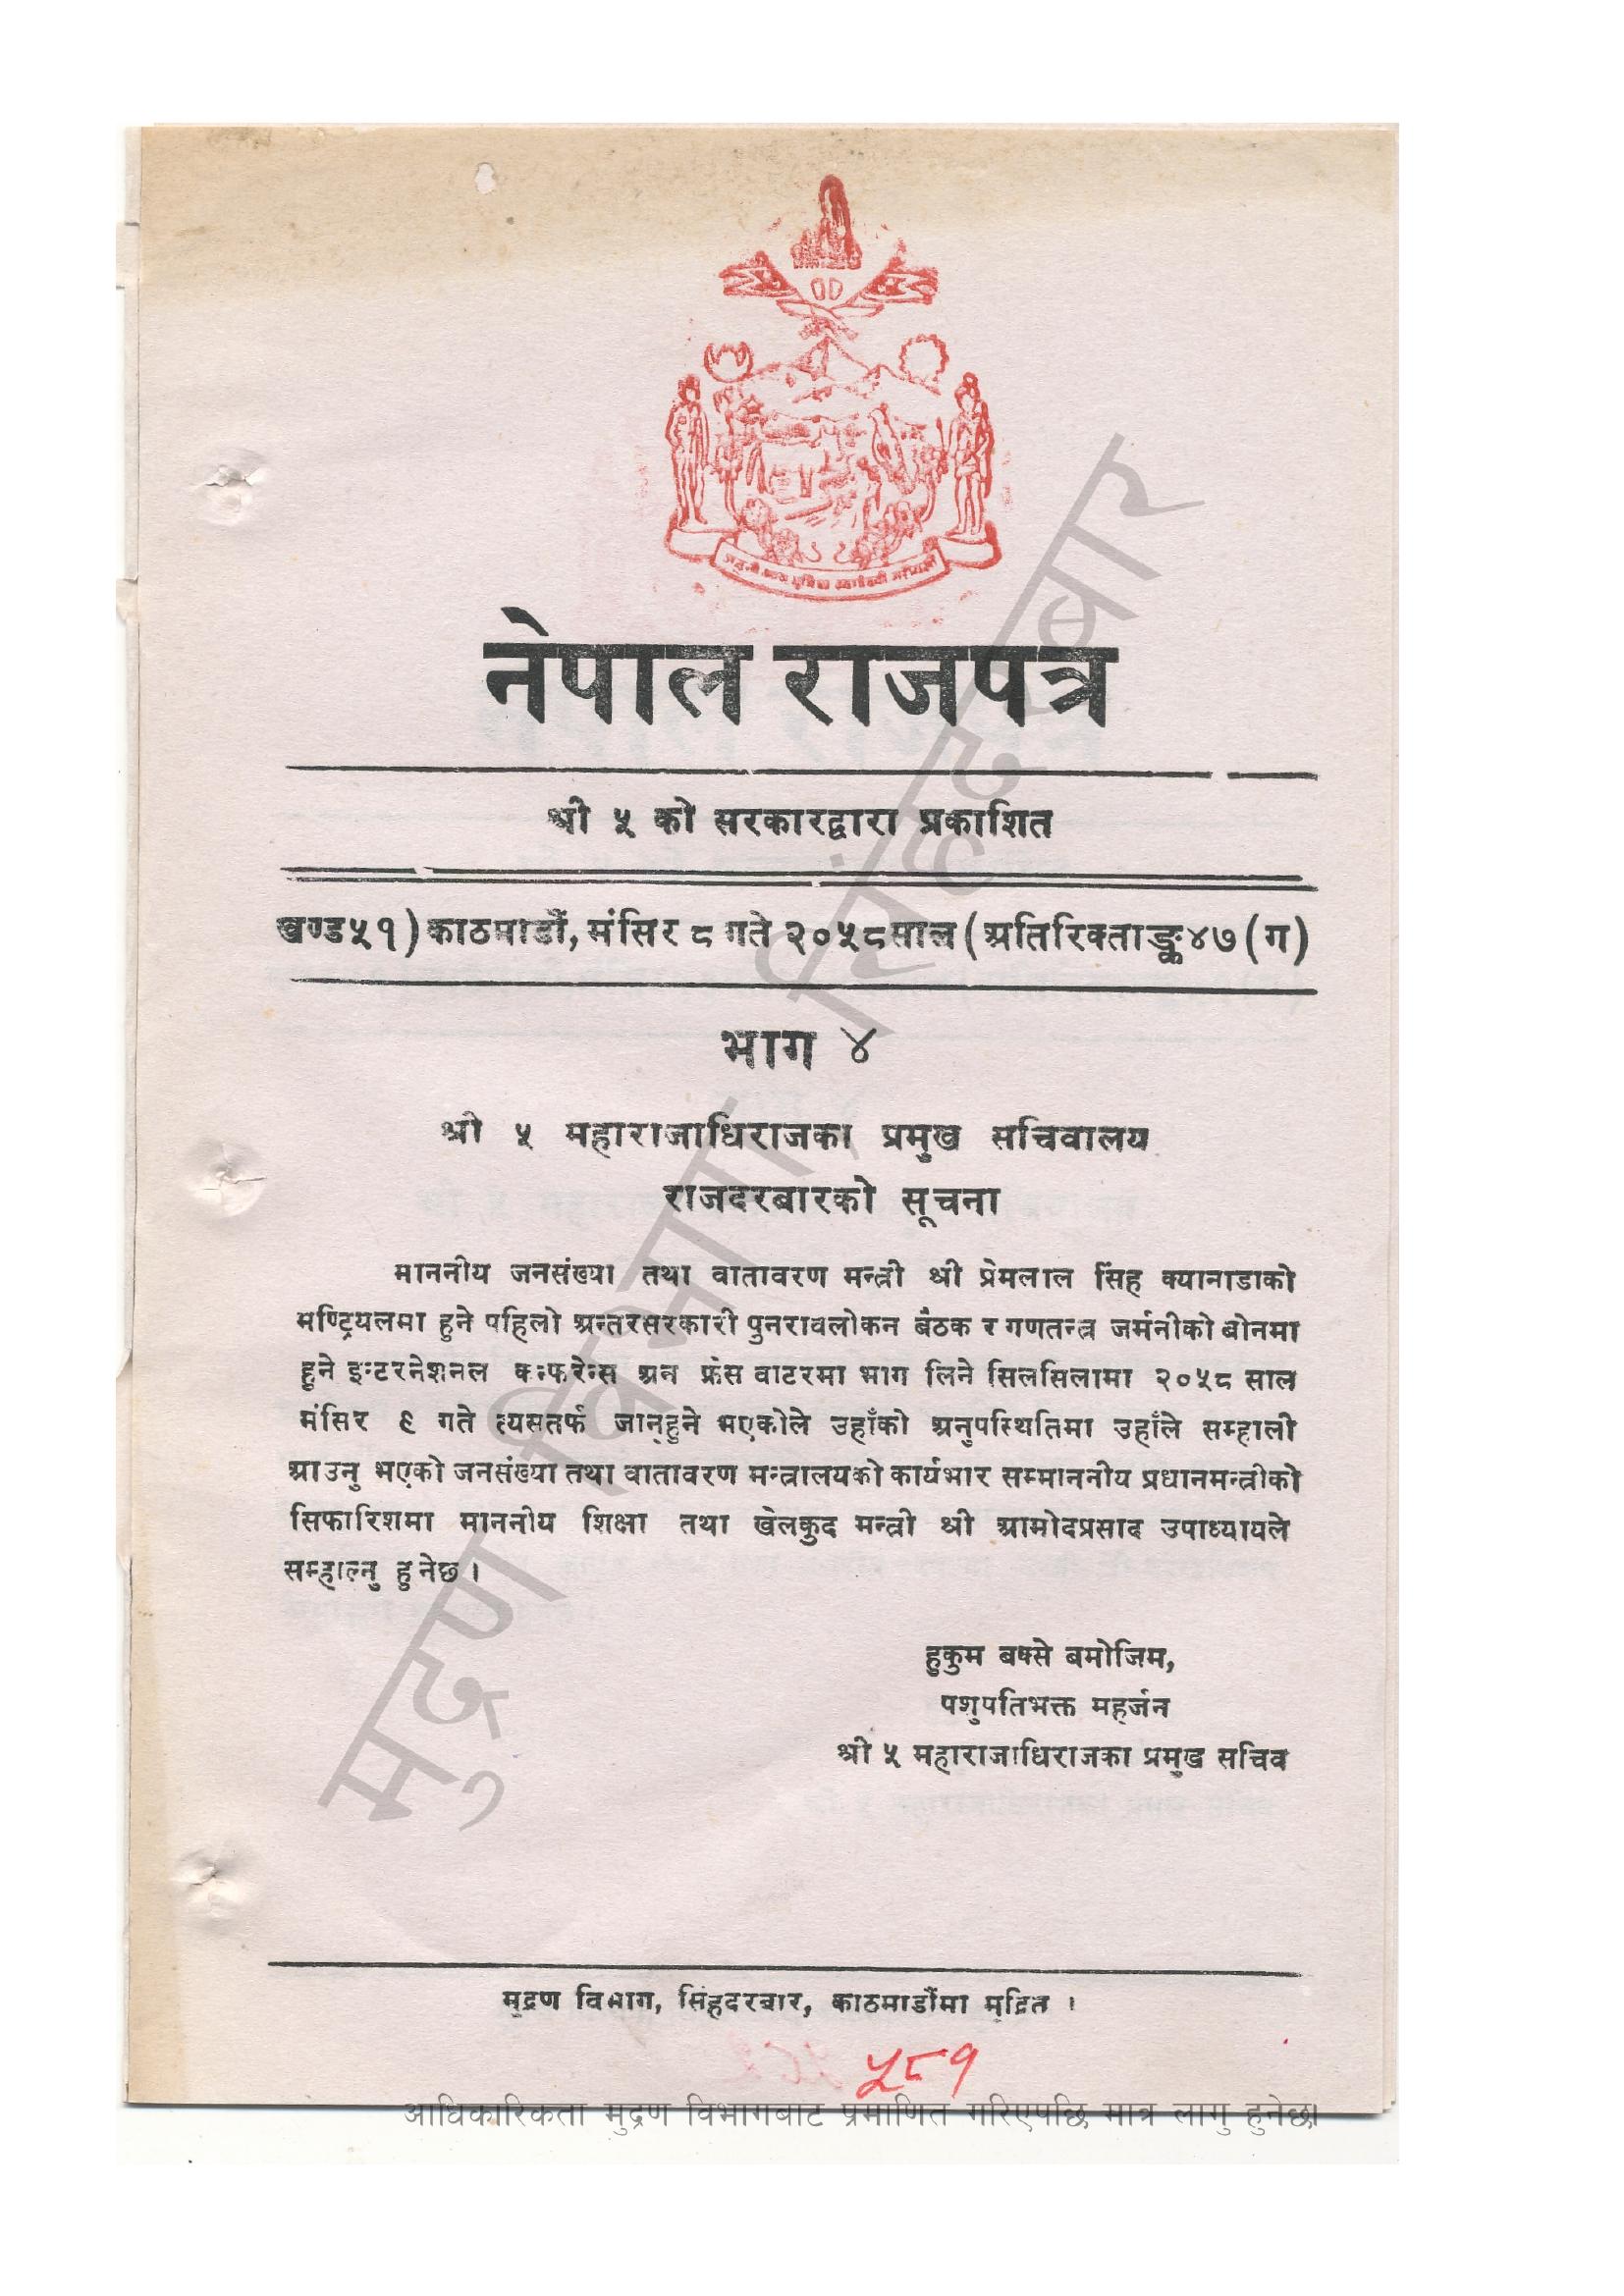 नेपाल राजपत्र
श्री ५ को सरकारद्वारा प्रकाशित
खण्ड ५१) काठमाडौं, मंसिर ८ गते २०५८ साल (अतिरिक्ताङ्क ४७ (ग)
भाग ४
श्री ५ महाराजाधिराजका प्रमुख सचिवालय
राजदरबारको सूचना
माननीय जनसंख्या तथा वातावरण मन्त्री श्री प्रेमलाल सिंह क्यानाडाको
मण्ट्रियलमा हुने पहिलो अन्तरसरकारी पुनरावलोकन बैठक र गणतन्त्र जर्मनीको बोनमा
हुने इन्टरनेशनल कन्फरेन्स अन फ्रेस वाटरमा भाग लिने सिलसिलामा २०५८ साल
मंसिर ९ गते त्यसतर्फ जानुहुने भएकोले उहाँको अनुपस्थितिमा उहाँले सम्हाली
आउनु भएको जनसंख्या तथा वातावरण मन्त्रालयको कार्यभार सम्माननीय प्रधानमन्त्रीको
सिफारिशमा माननीय शिक्षा तथा खेलकुद मन्त्री श्री आमोदप्रसाद उपाध्यायले
सम्हाल्नु हुनेछ ।
हुकुम बक्से बमोजिम,
पशुपतिभक्त महर्जन
श्री ५ महाराजाधिराजका प्रमुख सचिव
मुद्रण विभाग, सिंहदरबार, काठमाडौंमा मुद्रित ।
५८१
आधिकारिकता मुद्रण विभागबाट प्रमाणित गरिएपछि मात्र लागु हुनेछ।
मुद्रण विभाग, सिंहदरबार